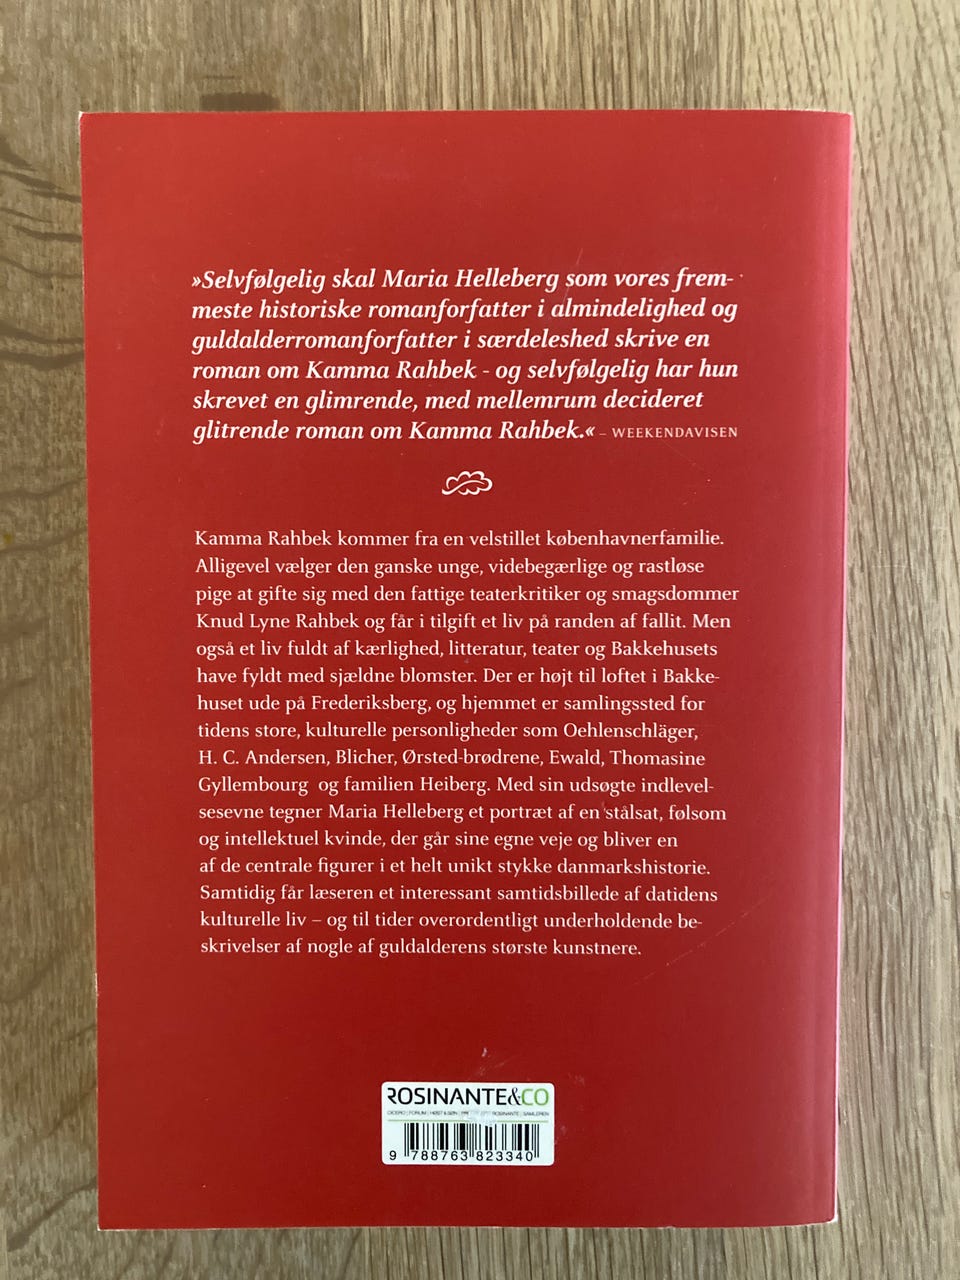 »Selvfølgelig skal Maria Helleberg som vores frem-
meste historiske romanforfatter i almindelighed og
guldalderromanforfatter i særdeleshed skrive en
roman om Kamma Rahbek - og selvfølgelig har hun
skrevet en glimrende, med mellemrum decideret
glitrende roman om Kamma Rahbek.« – WEEKENDAVISEN
Kamma Rahbek kommer fra en velstillet københavnerfamilie.
Alligevel vælger den ganske unge, videbegærlige og rastløse
pige at gifte sig med den fattige teaterkritiker og smagsdommer
Knud Lyne Rahbek og får i tilgift et liv på randen af fallit. Men
også et liv fuldt af kærlighed, litteratur, teater og Bakkehusets
have fyldt med sjældne blomster. Der er højt til loftet i Bakke-
huset ude på Frederiksberg, og hjemmet er samlingssted for
tidens store, kulturelle personligheder som Oehlenschläger,
H. C. Andersen, Blicher, Ørsted-brødrene, Ewald, Thomasine
Gyllembourg og familien Heiberg. Med sin udsøgte indlevel-
sesevne tegner Maria Helleberg et portræt af en stålsat, følsom
og intellektuel kvinde, der går sine egne veje og bliver en
af de centrale figurer i et helt unikt stykke danmarkshistorie.
Samtidig får læseren et interessant samtidsbillede af datidens
kulturelle liv – og til tider overordentligt underholdende be-
skrivelser af nogle af guldalderens største kunstnere.
ROSINANTE&CO
CICERO | FORUM | HØST & SØN | ROSINANTE | SAMLEREN
9 788763 823340